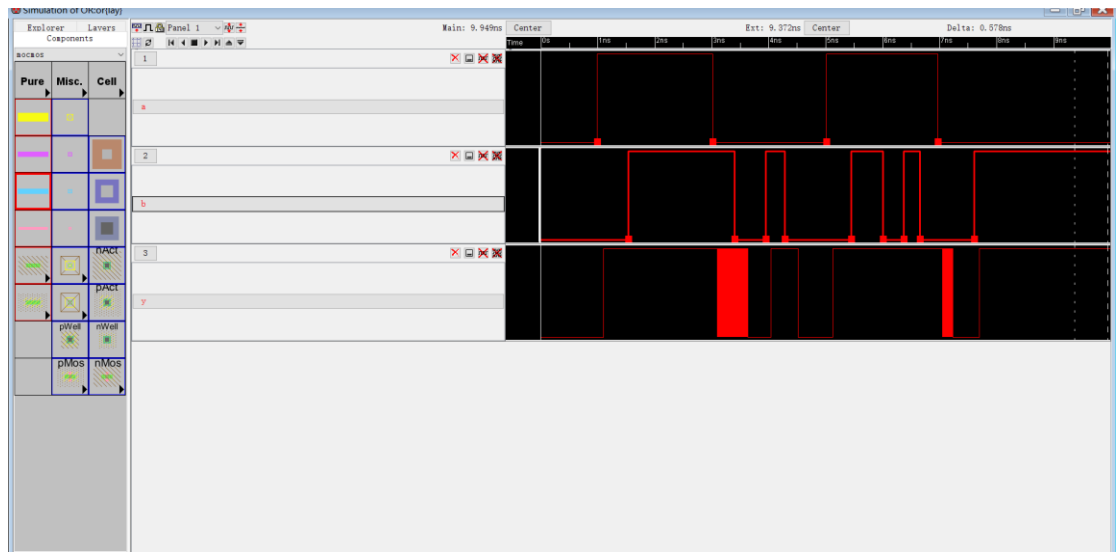 Simulation of ORcor{lay}
Explorer Layers
Components
mocmos
Pure Misc. Cell
nAct
pAct
pWell nWell
pMos nMos
Panel 1
Main: 9.949ns Center
Ext: 9.372ns Center
Delta: 0.578ns
Time 0s 1ns 2ns 3ns 4ns 5ns 6ns 7ns 8ns 9ns
1
a
2
b
3
y